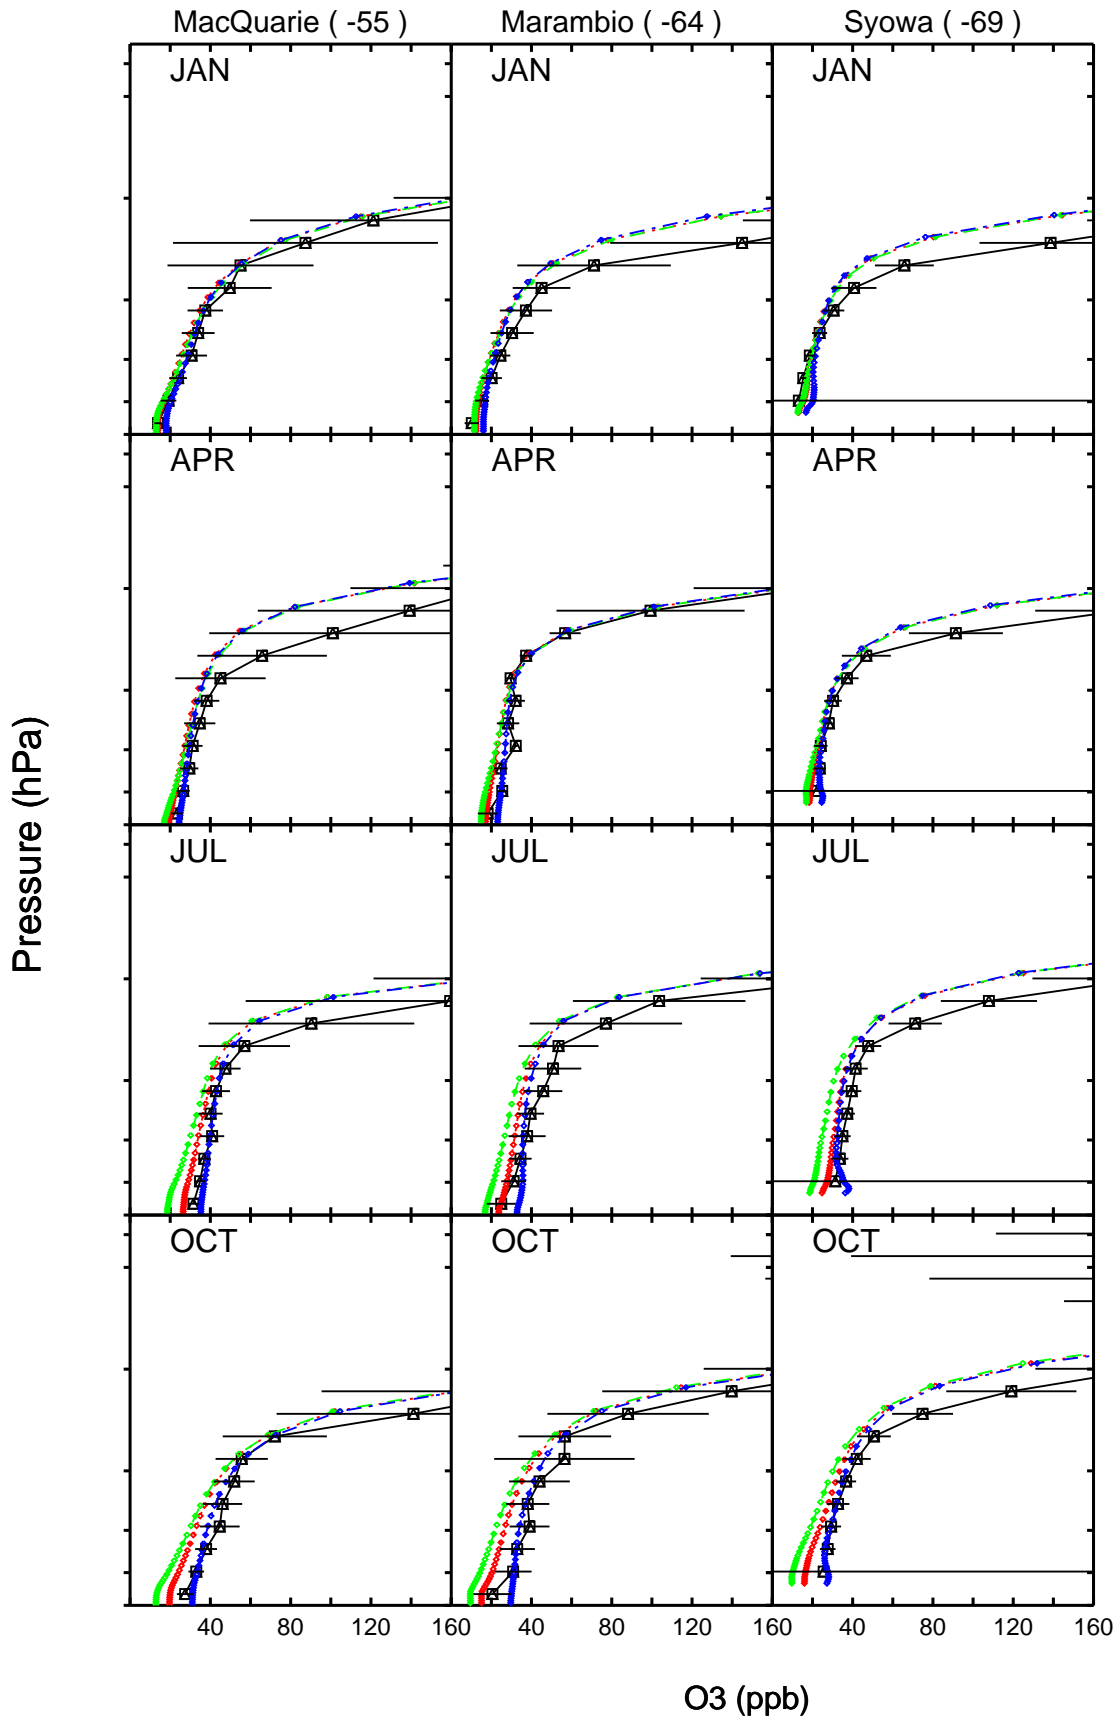 MacQuarie ( -55 ) Marambio ( -64 ) Syowa ( -69 )
JAN JAN JAN
APR APR APR
JUL JUL JUL
OCT OCT OCT
Pressure (hPa)
40 80 120 160 40 80 120 160 40 80 120 160
O3 (ppb)